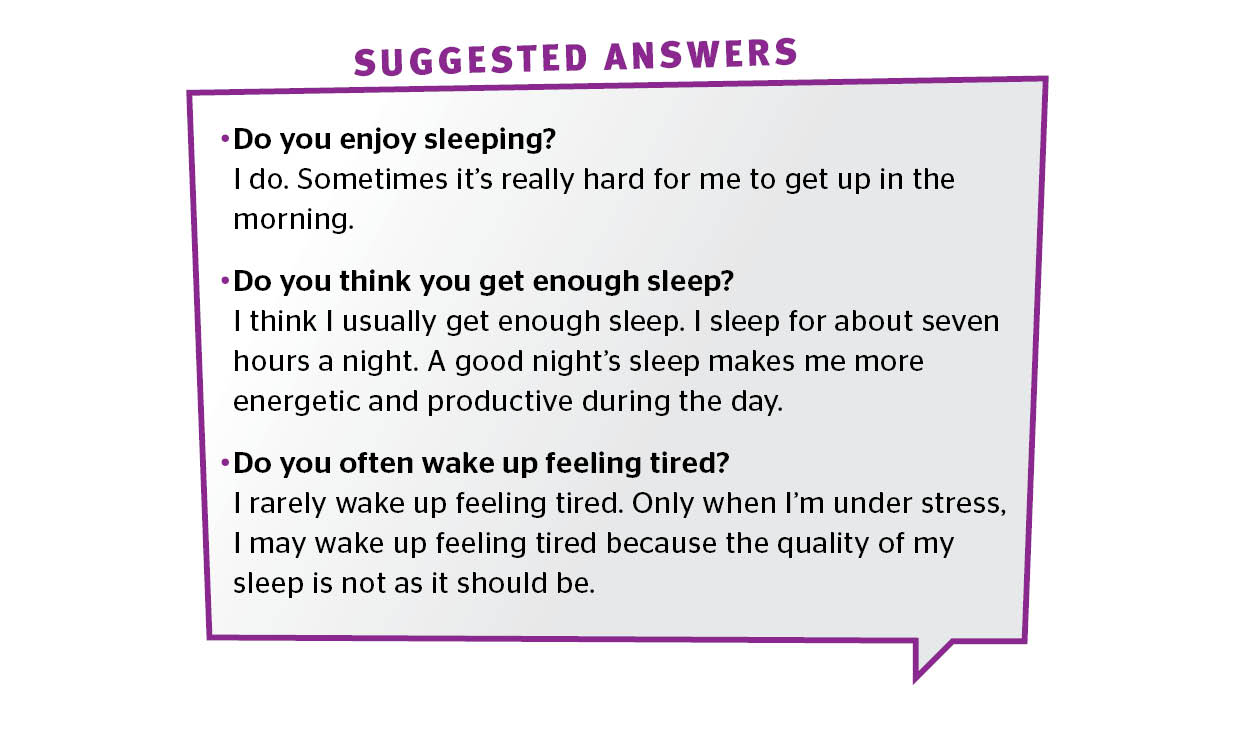 SUGGESTED ANSWERS
•Do you enjoy sleeping?
I do. Sometimes it’s really hard for me to get up in the
morning.
•Do you think you get enough sleep?
I think I usually get enough sleep. I sleep for about seven
hours a night. A good night’s sleep makes me more
energetic and productive during the day.
•Do you often wake up feeling tired?
I rarely wake up feeling tired. Only when I’m under stress,
I may wake up feeling tired because the quality of my
sleep is not as it should be.